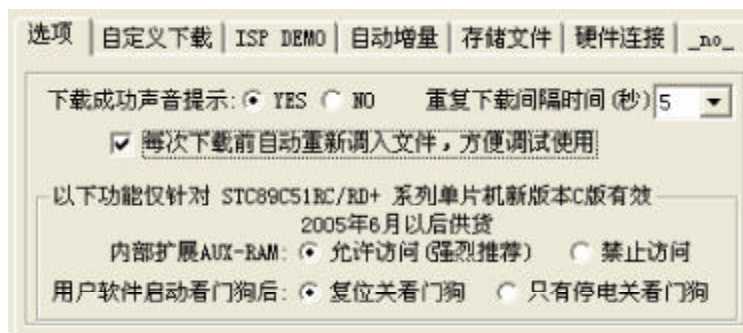 选项 自定义下载 ISP DEMO 自动增量 存储文件 硬件连接 _no_
下载成功声音提示: YES NO 重复下载间隔时间(秒) 5
每次下载前自动重新调入文件，方便调试使用
以下功能仅针对 STC89C51RC/RD+ 系列单片机新版本C版有效
2005年6月以后供货
内部扩展AUX-RAM: 允许访问(强烈推荐) 禁止访问
用户软件启动看门狗后: 复位关看门狗 只有停电关看门狗